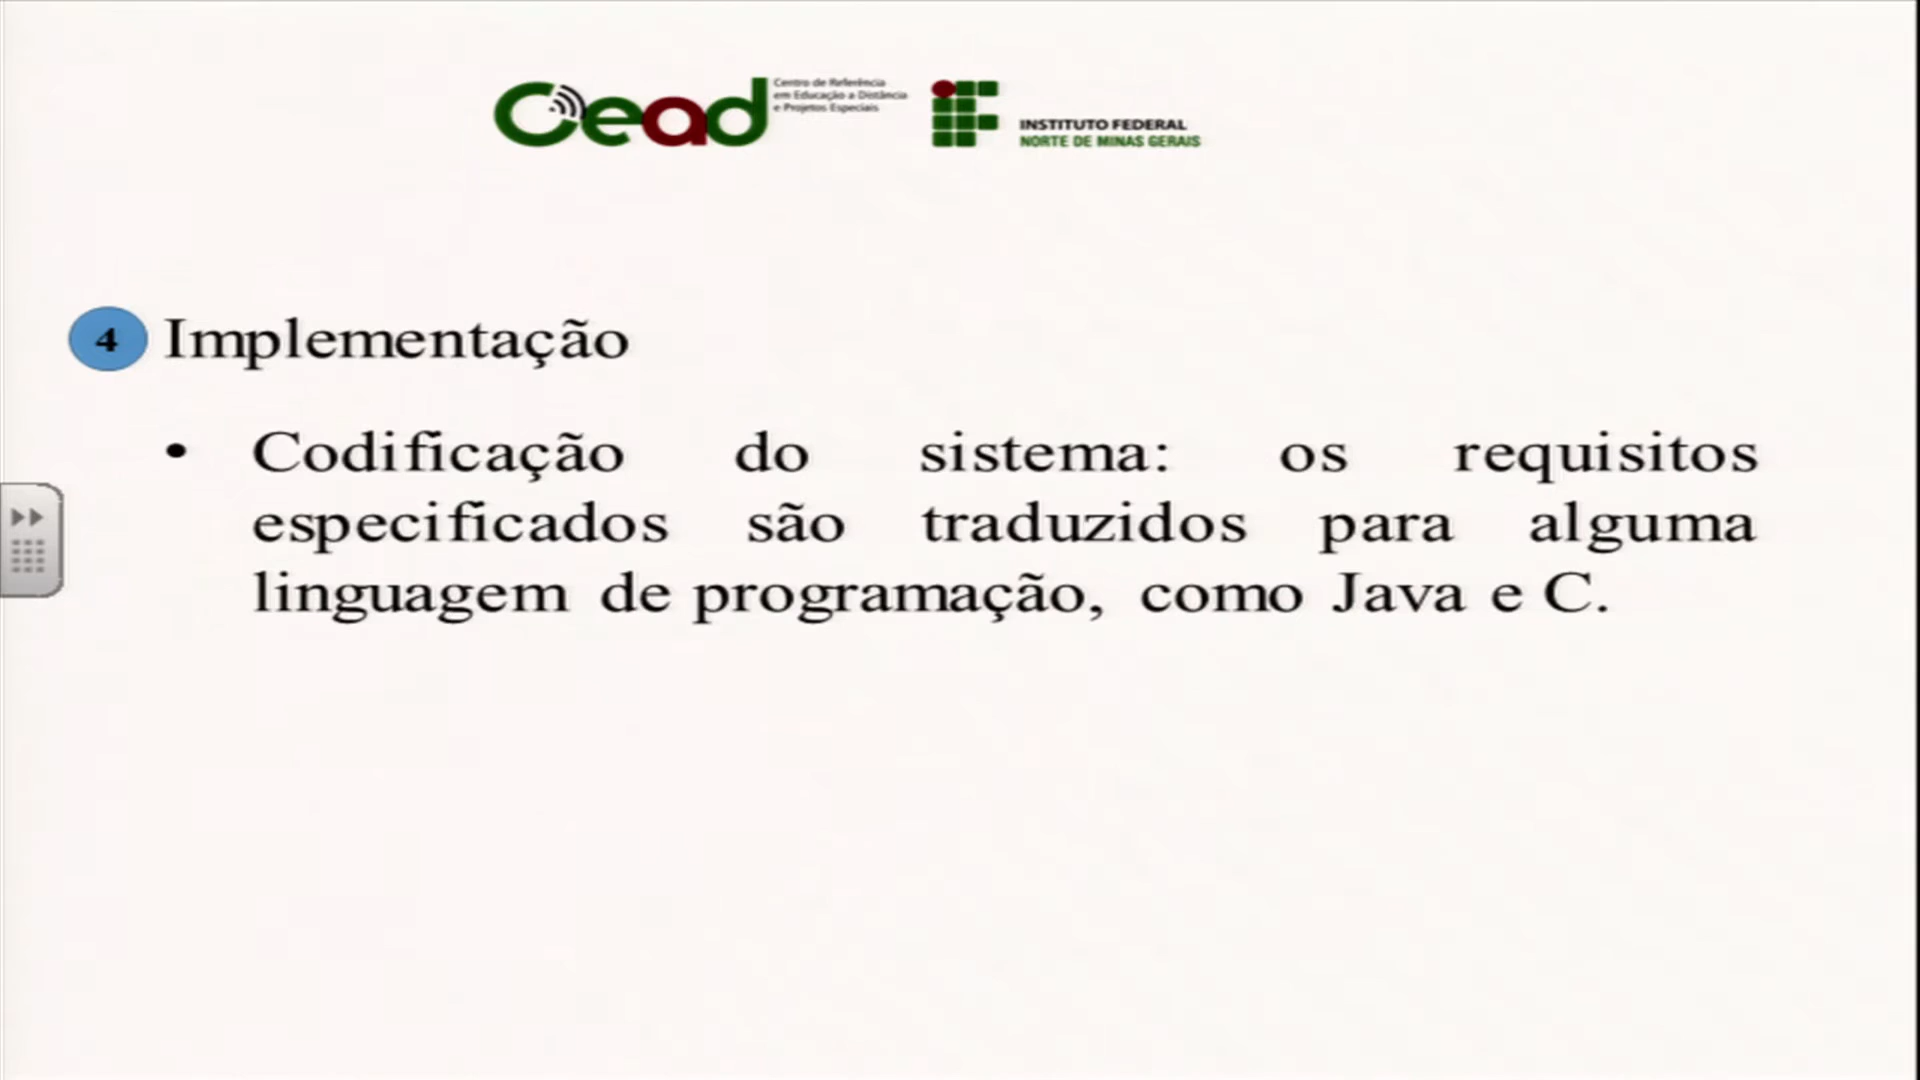 Cead
Centro de Referência
em Educação a Distância
e Projetos Especiais
INSTITUTO FEDERAL
NORTE DE MINAS GERAIS
4 Implementação
• Codificação do sistema: os requisitos
especificados são traduzidos para alguma
linguagem de programação, como Java e C.